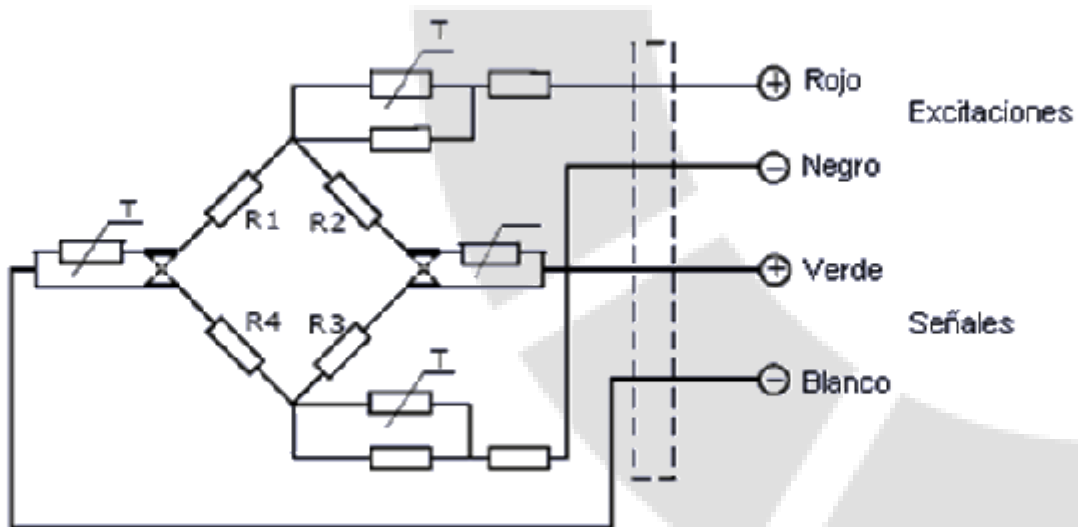 T
+ Rojo
Excitaciones
- Negro
T
R1 R2
+ Verde
R4 R3
Señales
T
- Blanco